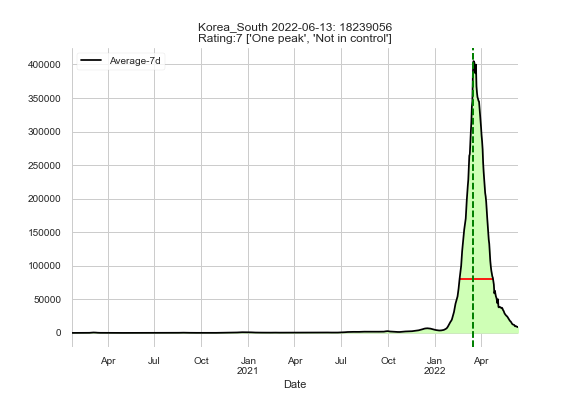 Korea_South 2022-06-13: 18239056
Rating:7 ['One peak', 'Not in control']
Average-7d
400000
350000
300000
250000
200000
150000
100000
50000
0
Apr Jul Oct Jan Apr Jul Oct Jan Apr
2021 2022
Date